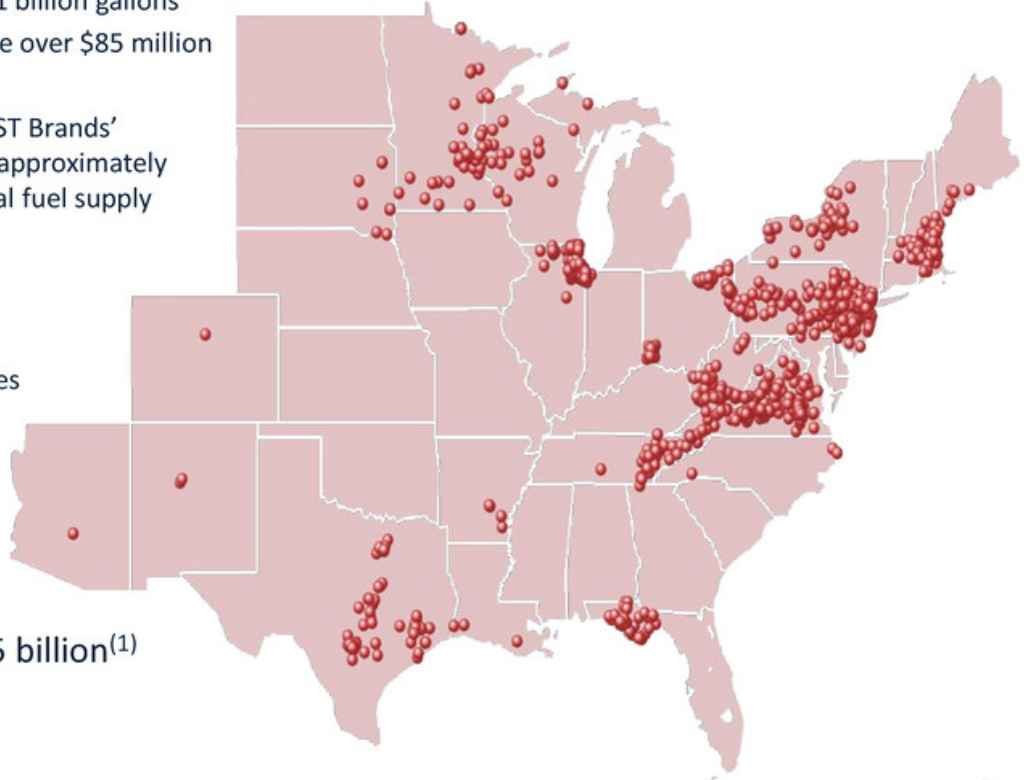 1 billion gallons
e over $85 million
ST Brands’
approximately
al fuel supply
es
5 billion(1)